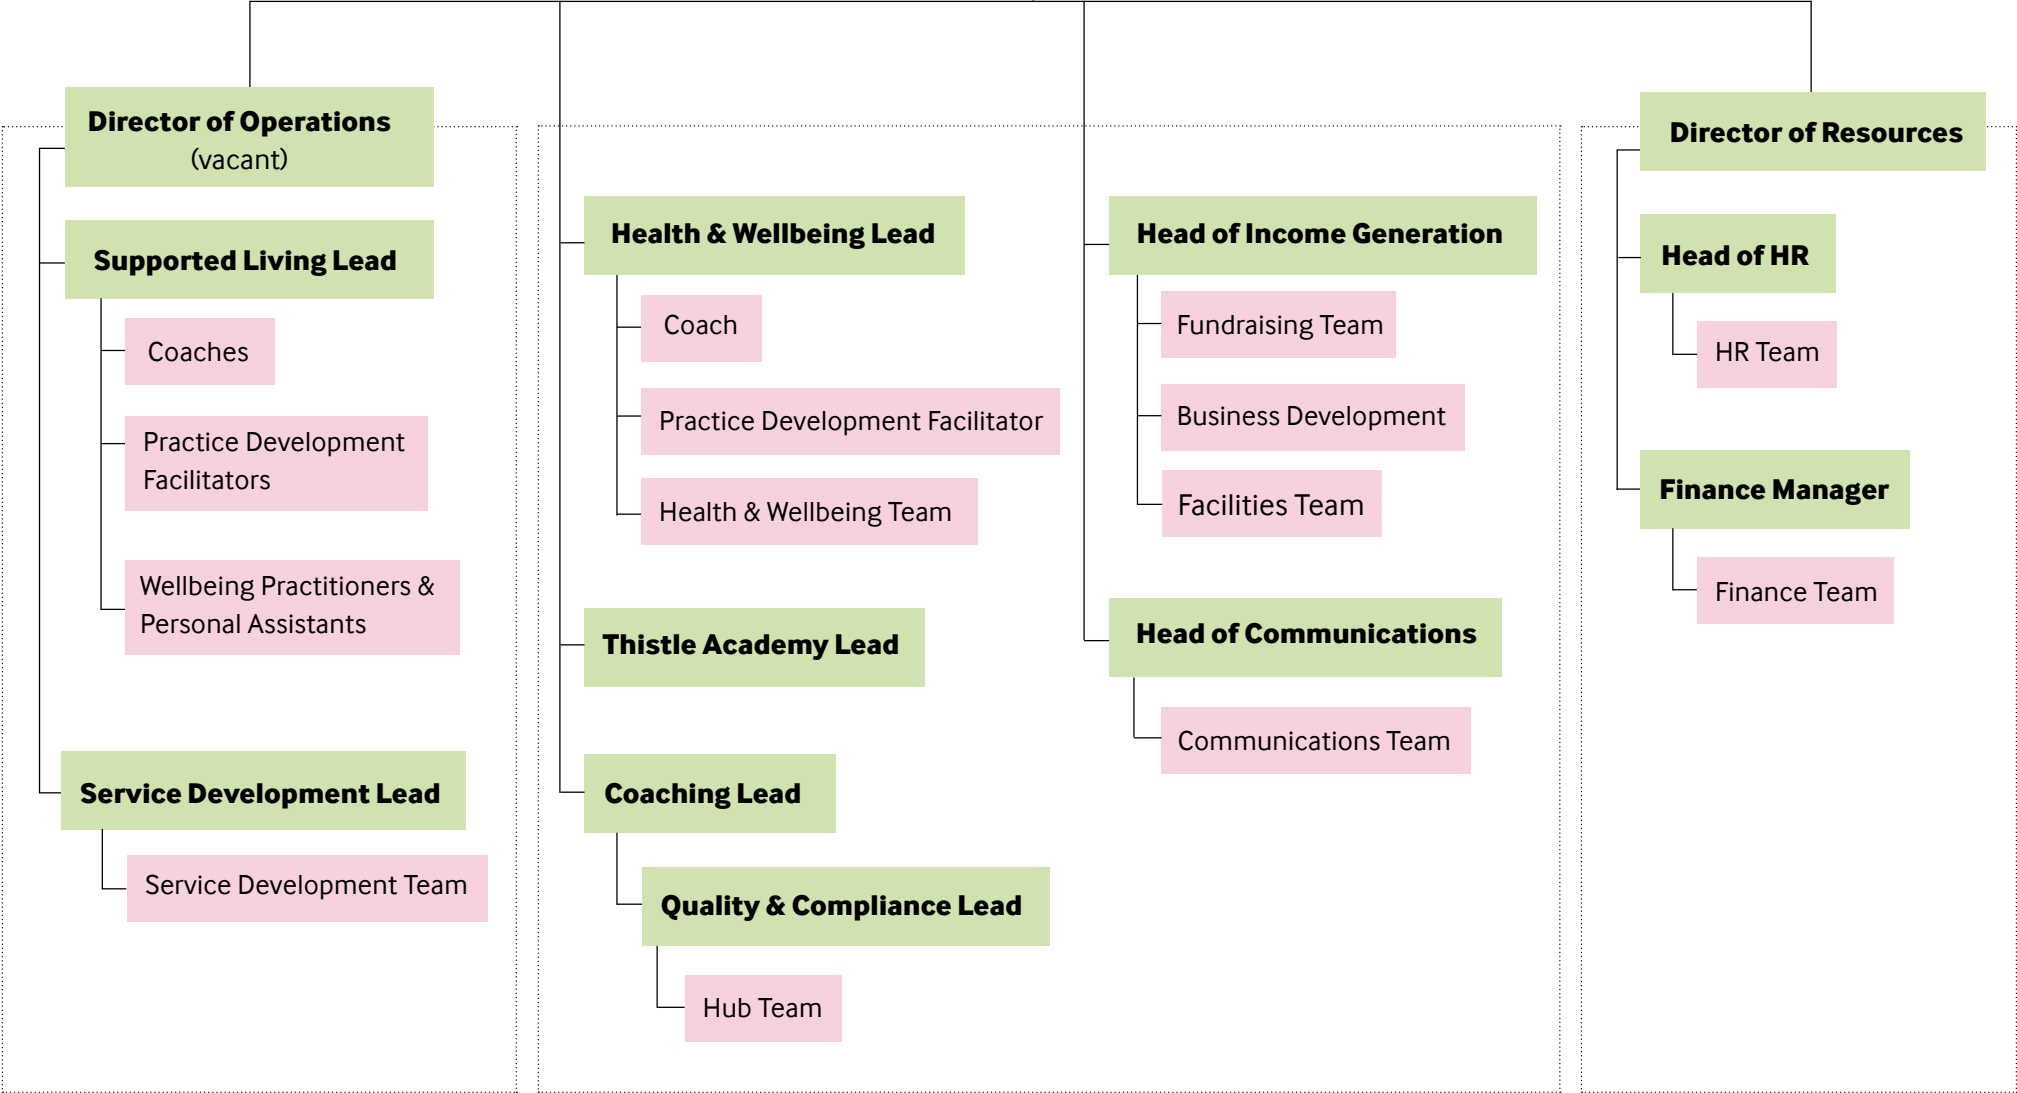 Director of Operations
(vacant)
Supported Living Lead
Coaches
Practice Development
Facilitators
Wellbeing Practitioners &
Personal Assistants
Service Development Lead
Service Development Team
Health & Wellbeing Lead
Coach
Practice Development Facilitator
Health & Wellbeing Team
Thistle Academy Lead
Coaching Lead
Quality & Compliance Lead
Hub Team
Head of Income Generation
Fundraising Team
Business Development
Facilities Team
Head of Communications
Communications Team
Director of Resources
Head of HR
HR Team
Finance Manager
Finance Team